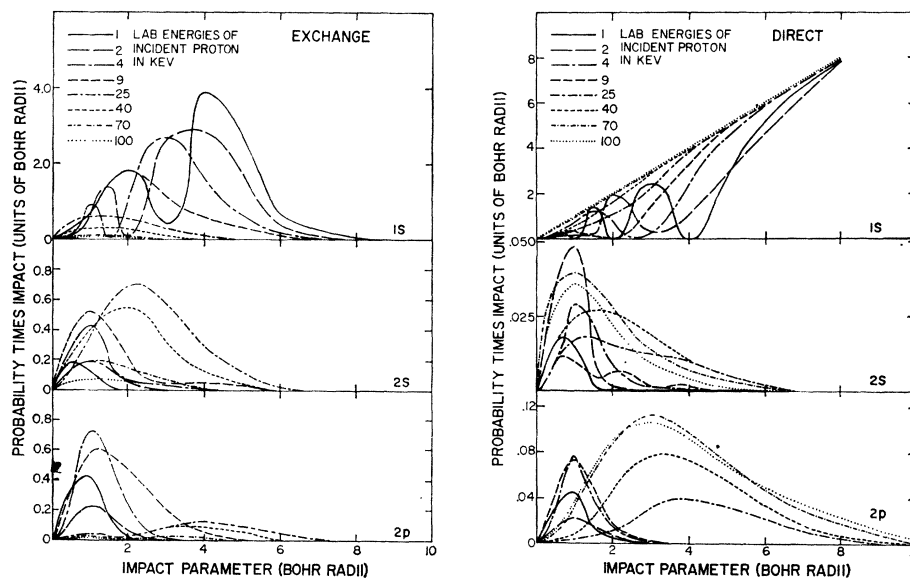 1 LAB ENERGIES OF EXCHANGE
2 INCIDENT PROTON
4 IN KEV
9
25
40
70
100
4.0
2.0
0
1S
0.8
0.6
0.4
0.2
0
2S
0.8
0.6
0.4
0.2
0
2p
0 2 4 6 8 10
IMPACT PARAMETER (BOHR RADII)
PROBABILITY TIMES IMPACT (UNITS OF BOHR RADII)
1 LAB ENERGIES OF DIRECT
2 INCIDENT PROTON
4 IN KEV
9
25
40
70
100
8
6
4
2
1S
.050
.025
0
2S
.12
.08
.04
0
2p
0 2 4 6 8
IMPACT PARAMETER (BOHR RADII)
PROBABILITY TIMES IMPACT (UNITS OF BOHR RADII)